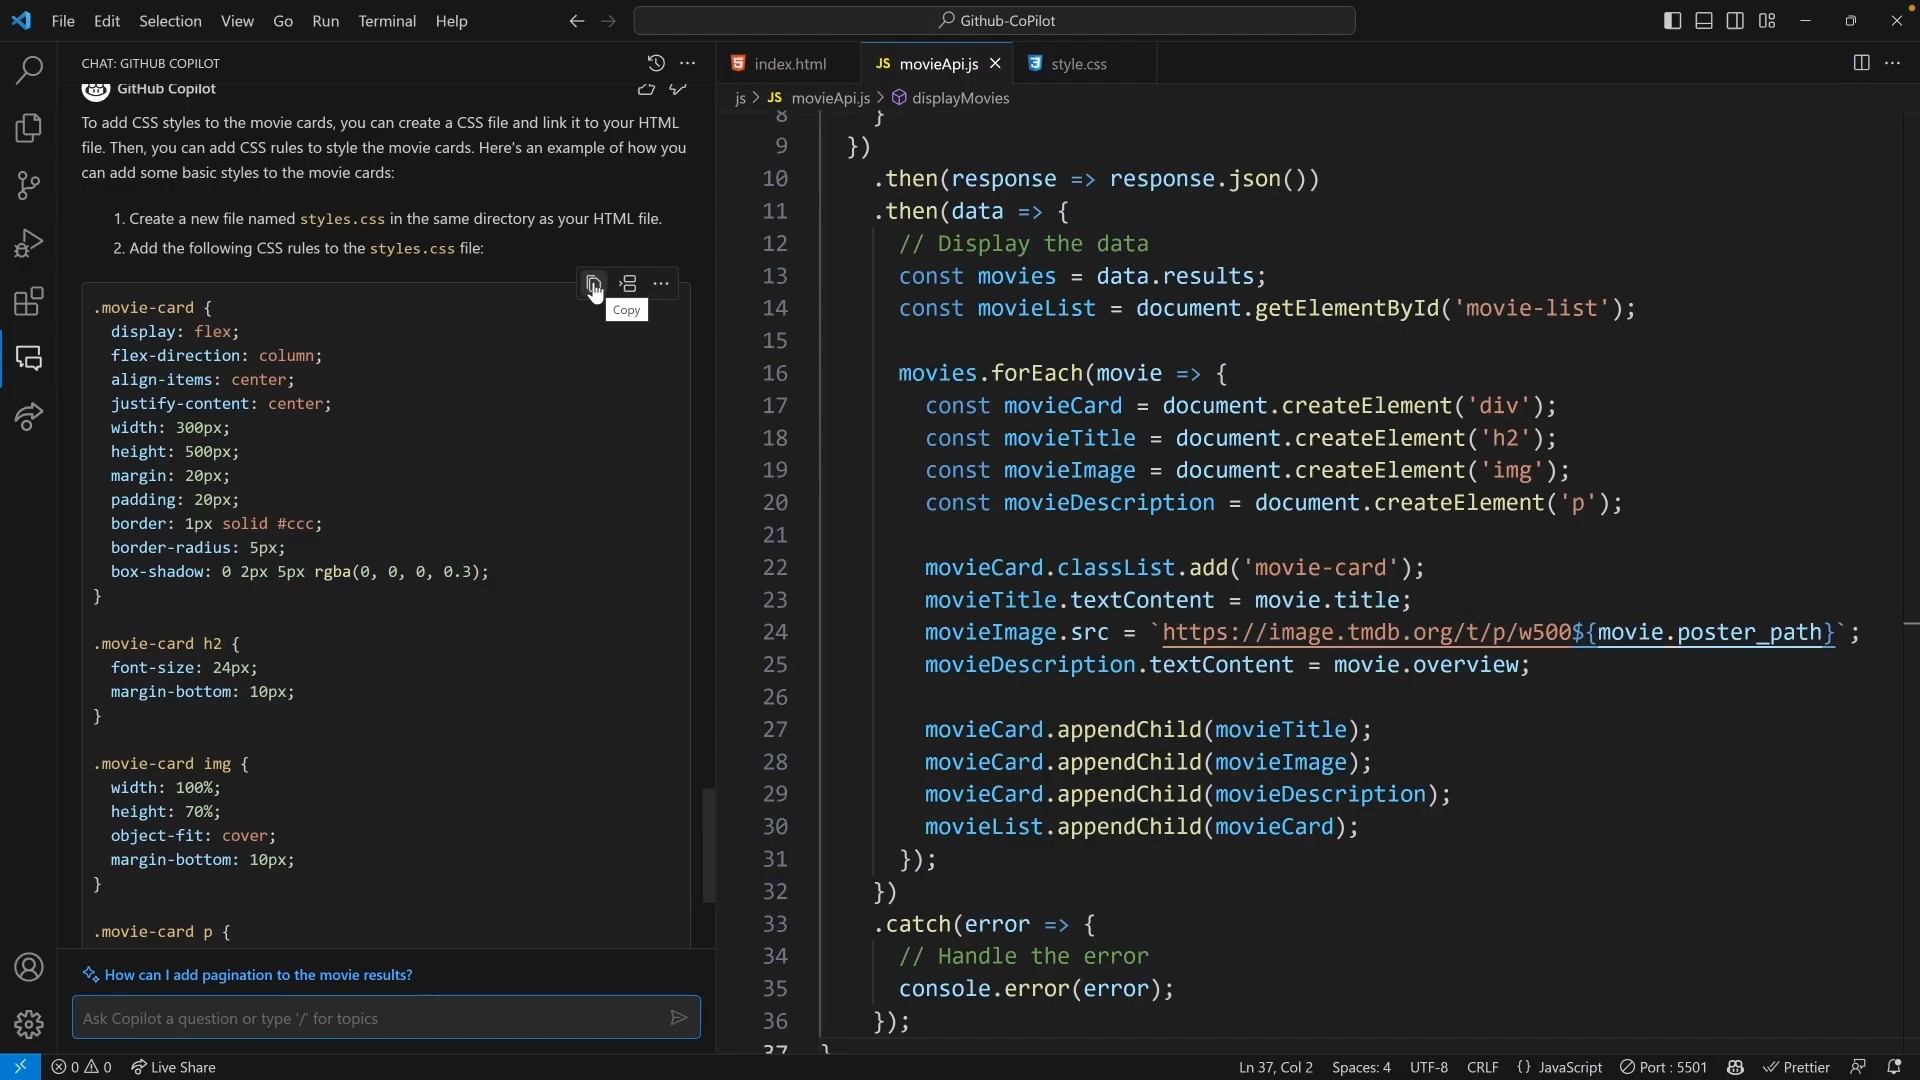 File Edit Selection View Go Run Terminal Help
Github-CoPilot
CHAT: GITHUB COPILOT
GitHub Copilot
To add CSS styles to the movie cards, you can create a CSS file and link it to your HTML
file. Then, you can add CSS rules to style the movie cards. Here's an example of how you
can add some basic styles to the movie cards:
1. Create a new file named styles.css in the same directory as your HTML file.
2. Add the following CSS rules to the styles.css file:
Copy
.movie-card {
display: flex;
flex-direction: column;
align-items: center;
justify-content: center;
width: 300px;
height: 500px;
margin: 20px;
padding: 20px;
border: 1px solid #ccc;
border-radius: 5px;
box-shadow: 0 2px 5px rgba(0, 0, 0, 0.3);
}
.movie-card h2 {
font-size: 24px;
margin-bottom: 10px;
}
.movie-card img {
width: 100%;
height: 70%;
object-fit: cover;
margin-bottom: 10px;
}
.movie-card p {
How can I add pagination to the movie results?
Ask Copilot a question or type '/' for topics
index.html
JS movieApi.js
style.css
js > JS movieApi.js > displayMovies
8 }
9 })
10 .then(response => response.json())
11 .then(data => {
12 // Display the data
13 const movies = data.results;
14 const movieList = document.getElementById('movie-list');
15
16 movies.forEach(movie => {
17 const movieCard = document.createElement('div');
18 const movieTitle = document.createElement('h2');
19 const movieImage = document.createElement('img');
20 const movieDescription = document.createElement('p');
21
22 movieCard.classList.add('movie-card');
23 movieTitle.textContent = movie.title;
24 movieImage.src = `https://image.tmdb.org/t/p/w500${movie.poster_path}`;
25 movieDescription.textContent = movie.overview;
26
27 movieCard.appendChild(movieTitle);
28 movieCard.appendChild(movieImage);
29 movieCard.appendChild(movieDescription);
30 movieList.appendChild(movieCard);
31 });
32 })
33 .catch(error => {
34 // Handle the error
35 console.error(error);
36 });
37 }
0 0 Live Share
Ln 37, Col 2 Spaces: 4 UTF-8 CRLF {} JavaScript Port : 5501 Prettier